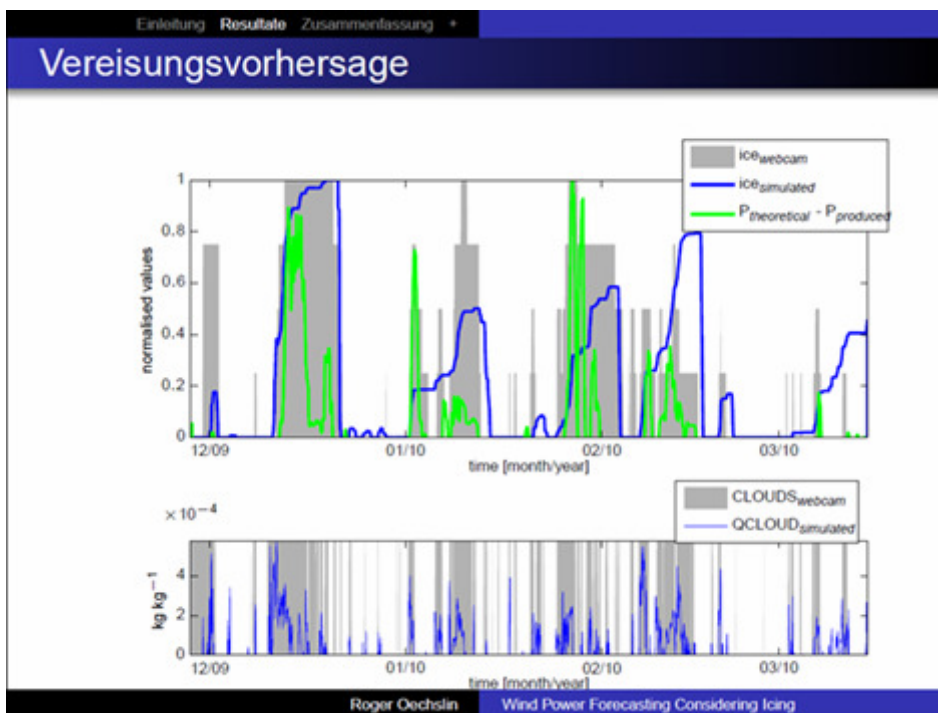 Einleitung Resultate Zusammenfassung +
Vereisungsvorhersage
ice_webcam
ice_simulated
P_theoretical - P_produced
1
0.8
0.6
0.4
0.2
0
normalised values
12/09 01/10 02/10 03/10
time [month/year]
CLOUDS_webcam
QCLOUD_simulated
×10−4
4
2
0
kg kg−1
12/09 01/10 02/10 03/10
time [month/year]
Roger Oechslin Wind Power Forecasting Considering Icing